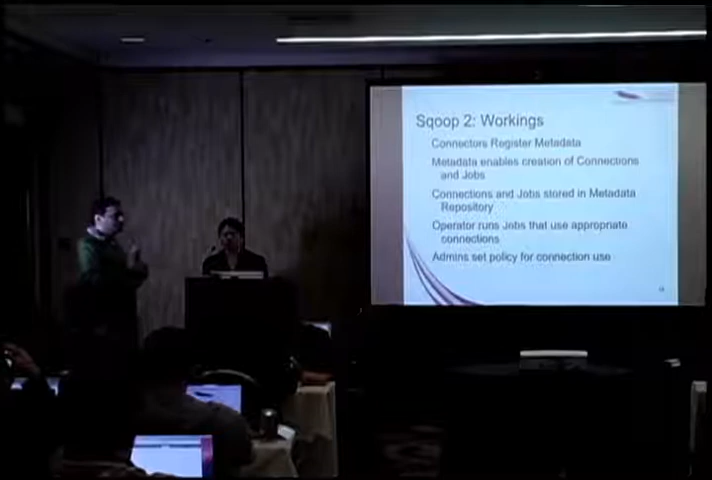 Sqoop 2: Workings
Connectors Register Metadata
Metadata enables creation of Connections
and Jobs
Connections and Jobs stored in Metadata
Repository
Operator runs Jobs that use appropriate
connections
Admins set policy for connection use